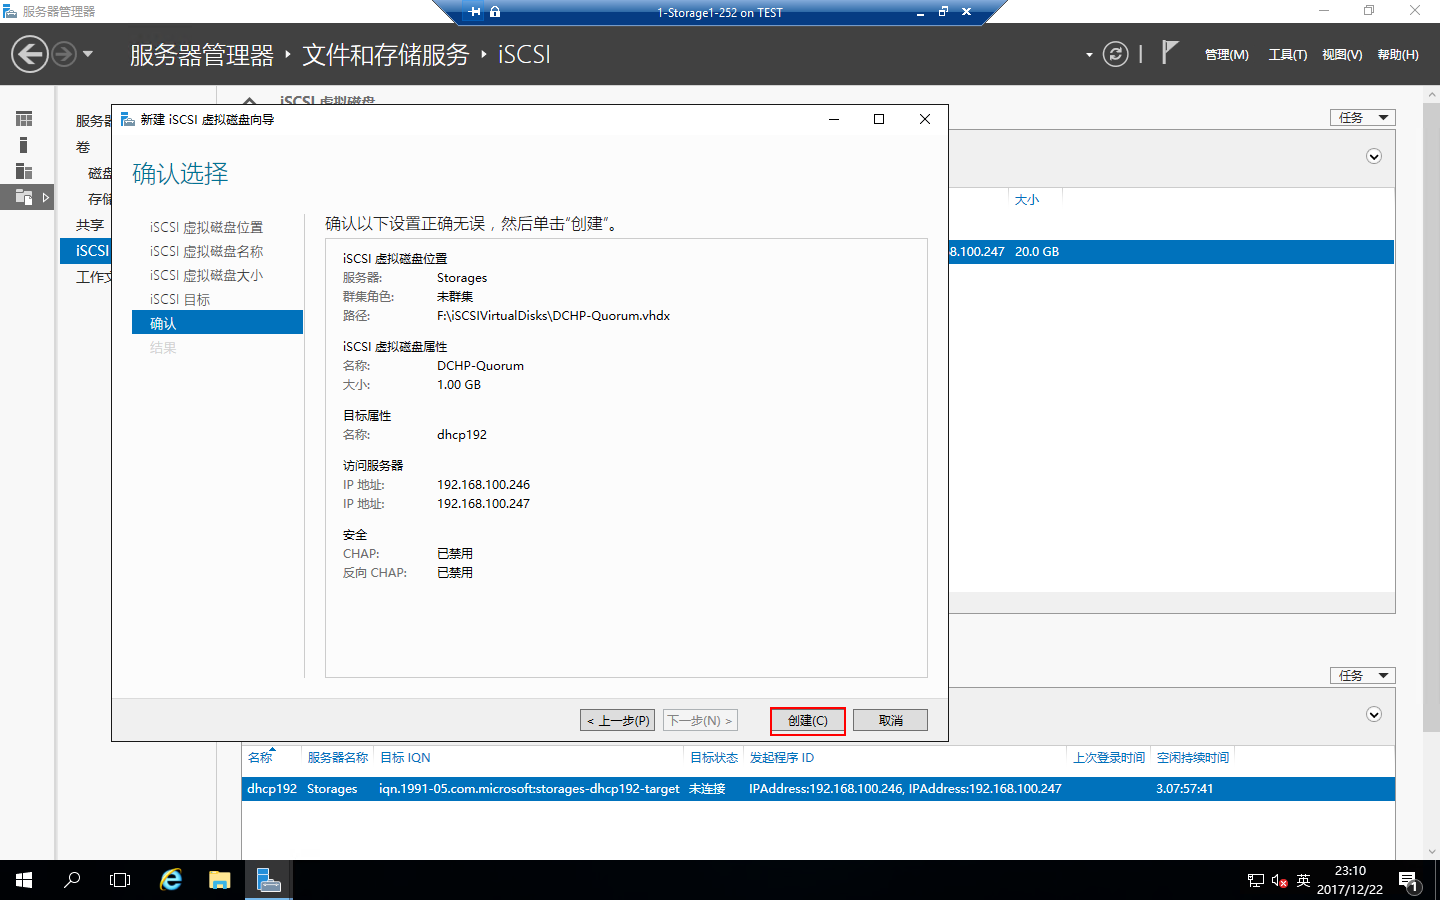 服务器管理器
1-Storage1-252 on TEST
服务器管理器 ‣ 文件和存储服务 ‣ iSCSI
管理(M) 工具(T) 视图(V) 帮助(H)
iSCSI 虚拟磁盘
任务
服务器
卷
磁盘
存储
共享
iSCSI
工作文
新建 iSCSI 虚拟磁盘向导
确认选择
iSCSI 虚拟磁盘位置
iSCSI 虚拟磁盘名称
iSCSI 虚拟磁盘大小
iSCSI 目标
确认
结果
确认以下设置正确无误，然后单击“创建”。
iSCSI 虚拟磁盘位置
服务器: Storages
群集角色: 未群集
路径: F:\iSCSIVirtualDisks\DCHP-Quorum.vhdx
iSCSI 虚拟磁盘属性
名称: DCHP-Quorum
大小: 1.00 GB
目标属性
名称: dhcp192
访问服务器
IP 地址: 192.168.100.246
IP 地址: 192.168.100.247
安全
CHAP: 已禁用
反向 CHAP: 已禁用
< 上一步(P) 下一步(N) > 创建(C) 取消
大小
8.100.247 20.0 GB
任务
名称 服务器名称 目标 IQN 目标状态 发起程序 ID 上次登录时间 空闲持续时间
dhcp192 Storages iqn.1991-05.com.microsoft:storages-dhcp192-target 未连接 IPAddress:192.168.100.246, IPAddress:192.168.100.247 3.07:57:41
英
23:10
2017/12/22
1